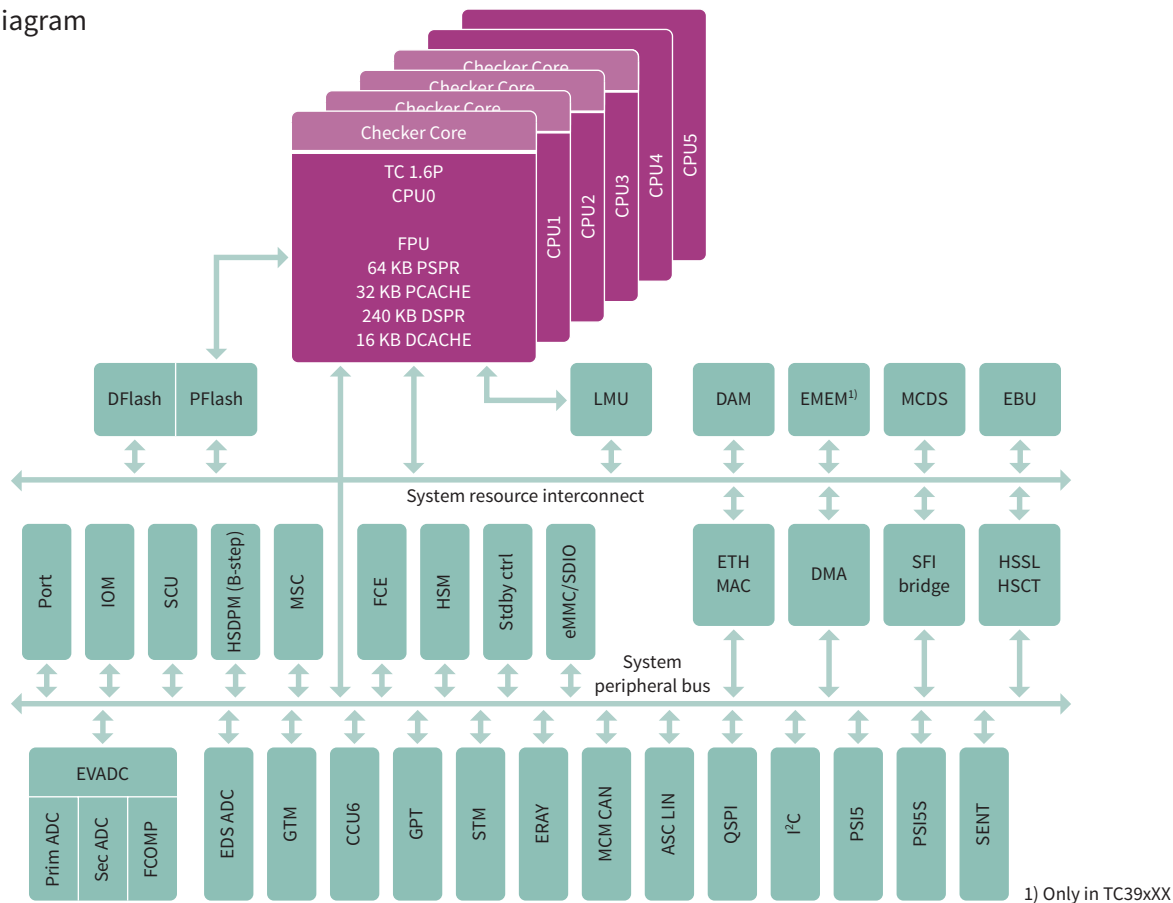 iagram
Checker Core
Checker Core
Checker Core
Checker Core
TC 1.6P
CPU0
FPU
64 KB PSPR
32 KB PCACHE
240 KB DSPR
16 KB DCACHE
CPU1
CPU2
CPU3
CPU4
CPU5
DFlash
PFlash
LMU
DAM
EMEM¹⁾
MCDS
EBU
System resource interconnect
Port
IOM
SCU
HSDPM (B-step)
MSC
FCE
HSM
Stdby ctrl
eMMC/SDIO
ETH
MAC
DMA
SFI
bridge
HSSL
HSCT
System
peripheral bus
EVADC
Prim ADC
Sec ADC
FCOMP
EDS ADC
GTM
CCU6
GPT
STM
ERAY
MCM CAN
ASC LIN
QSPI
I²C
PSI5
PSI5S
SENT
1) Only in TC39xXX